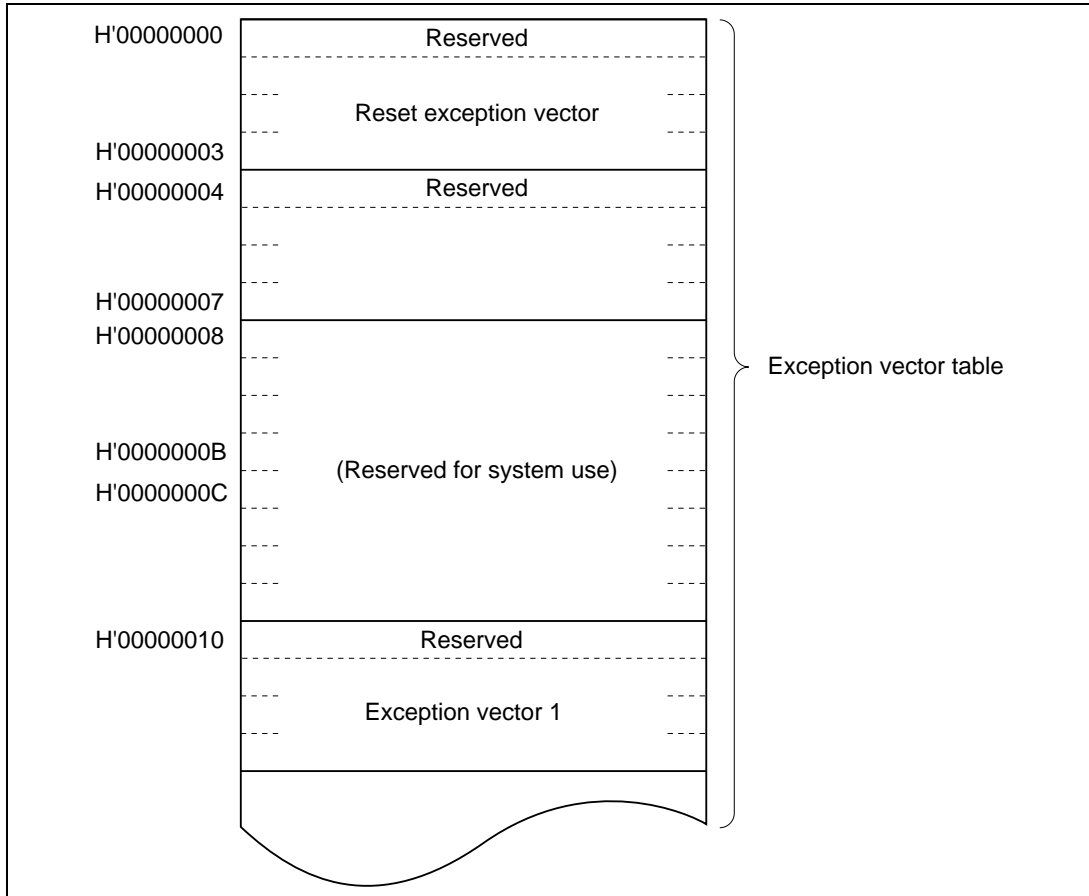 H'00000000
Reserved
Reset exception vector
H'00000003
H'00000004
Reserved
H'00000007
H'00000008
Exception vector table
H'0000000B
(Reserved for system use)
H'0000000C
H'00000010
Reserved
Exception vector 1